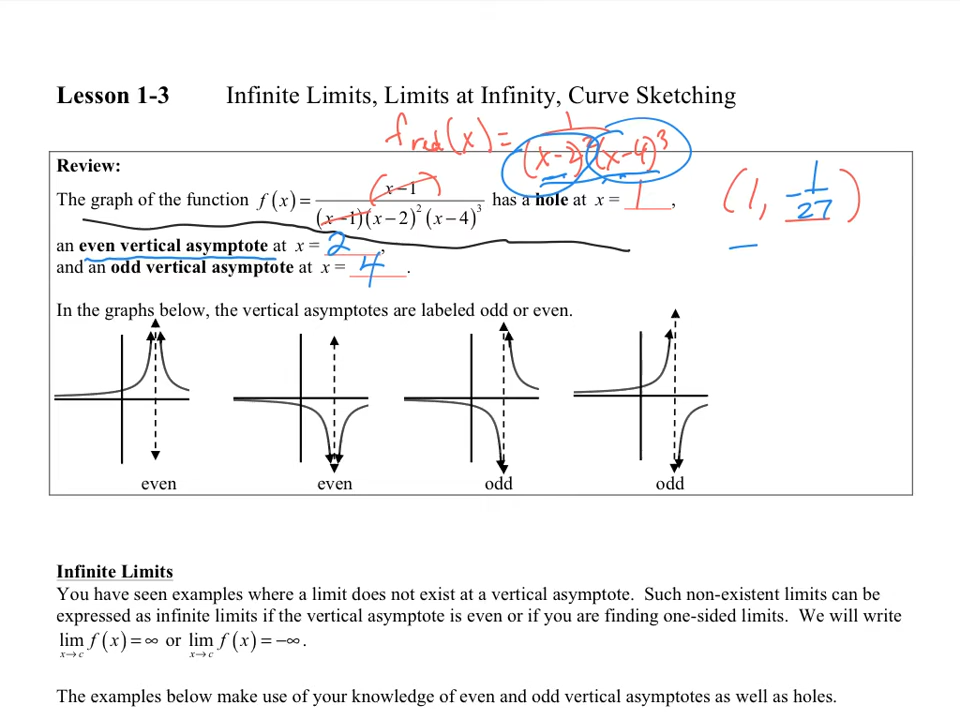 Lesson 1-3 Infinite Limits, Limits at Infinity, Curve Sketching
f red(x) = 1/((x-2)²(x-4)³)
Review:
The graph of the function f(x) = (x-1)/((x-1)(x-2)²(x-4)³) has a hole at x = 1, (1, -1/27)
an even vertical asymptote at x = 2,
and an odd vertical asymptote at x = 4.
In the graphs below, the vertical asymptotes are labeled odd or even.
even even odd odd
Infinite Limits
You have seen examples where a limit does not exist at a vertical asymptote. Such non-existent limits can be
expressed as infinite limits if the vertical asymptote is even or if you are finding one-sided limits. We will write
lim x→c f(x) = ∞ or lim x→c f(x) = -∞.
The examples below make use of your knowledge of even and odd vertical asymptotes as well as holes.